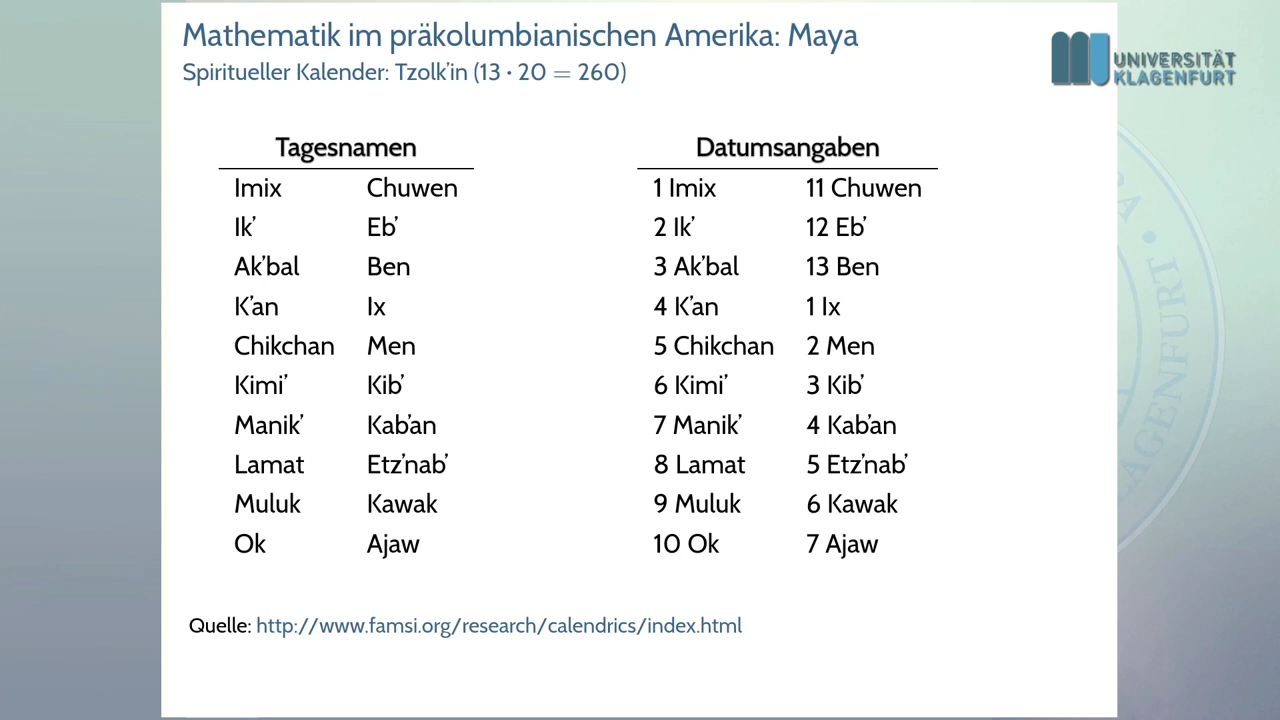 Mathematik im präkolumbianischen Amerika: Maya
Spiritueller Kalender: Tzolk’in (13 · 20 = 260)
UNIVERSITÄT
KLAGENFURT
Tagesnamen
Imix Chuwen
Ik’ Eb’
Ak’bal Ben
K’an Ix
Chikchan Men
Kimi’ Kib’
Manik’ Kab’an
Lamat Etz’nab’
Muluk Kawak
Ok Ajaw
Datumsangaben
1 Imix 11 Chuwen
2 Ik’ 12 Eb’
3 Ak’bal 13 Ben
4 K’an 1 Ix
5 Chikchan 2 Men
6 Kimi’ 3 Kib’
7 Manik’ 4 Kab’an
8 Lamat 5 Etz’nab’
9 Muluk 6 Kawak
10 Ok 7 Ajaw
Quelle: http://www.famsi.org/research/calendrics/index.html